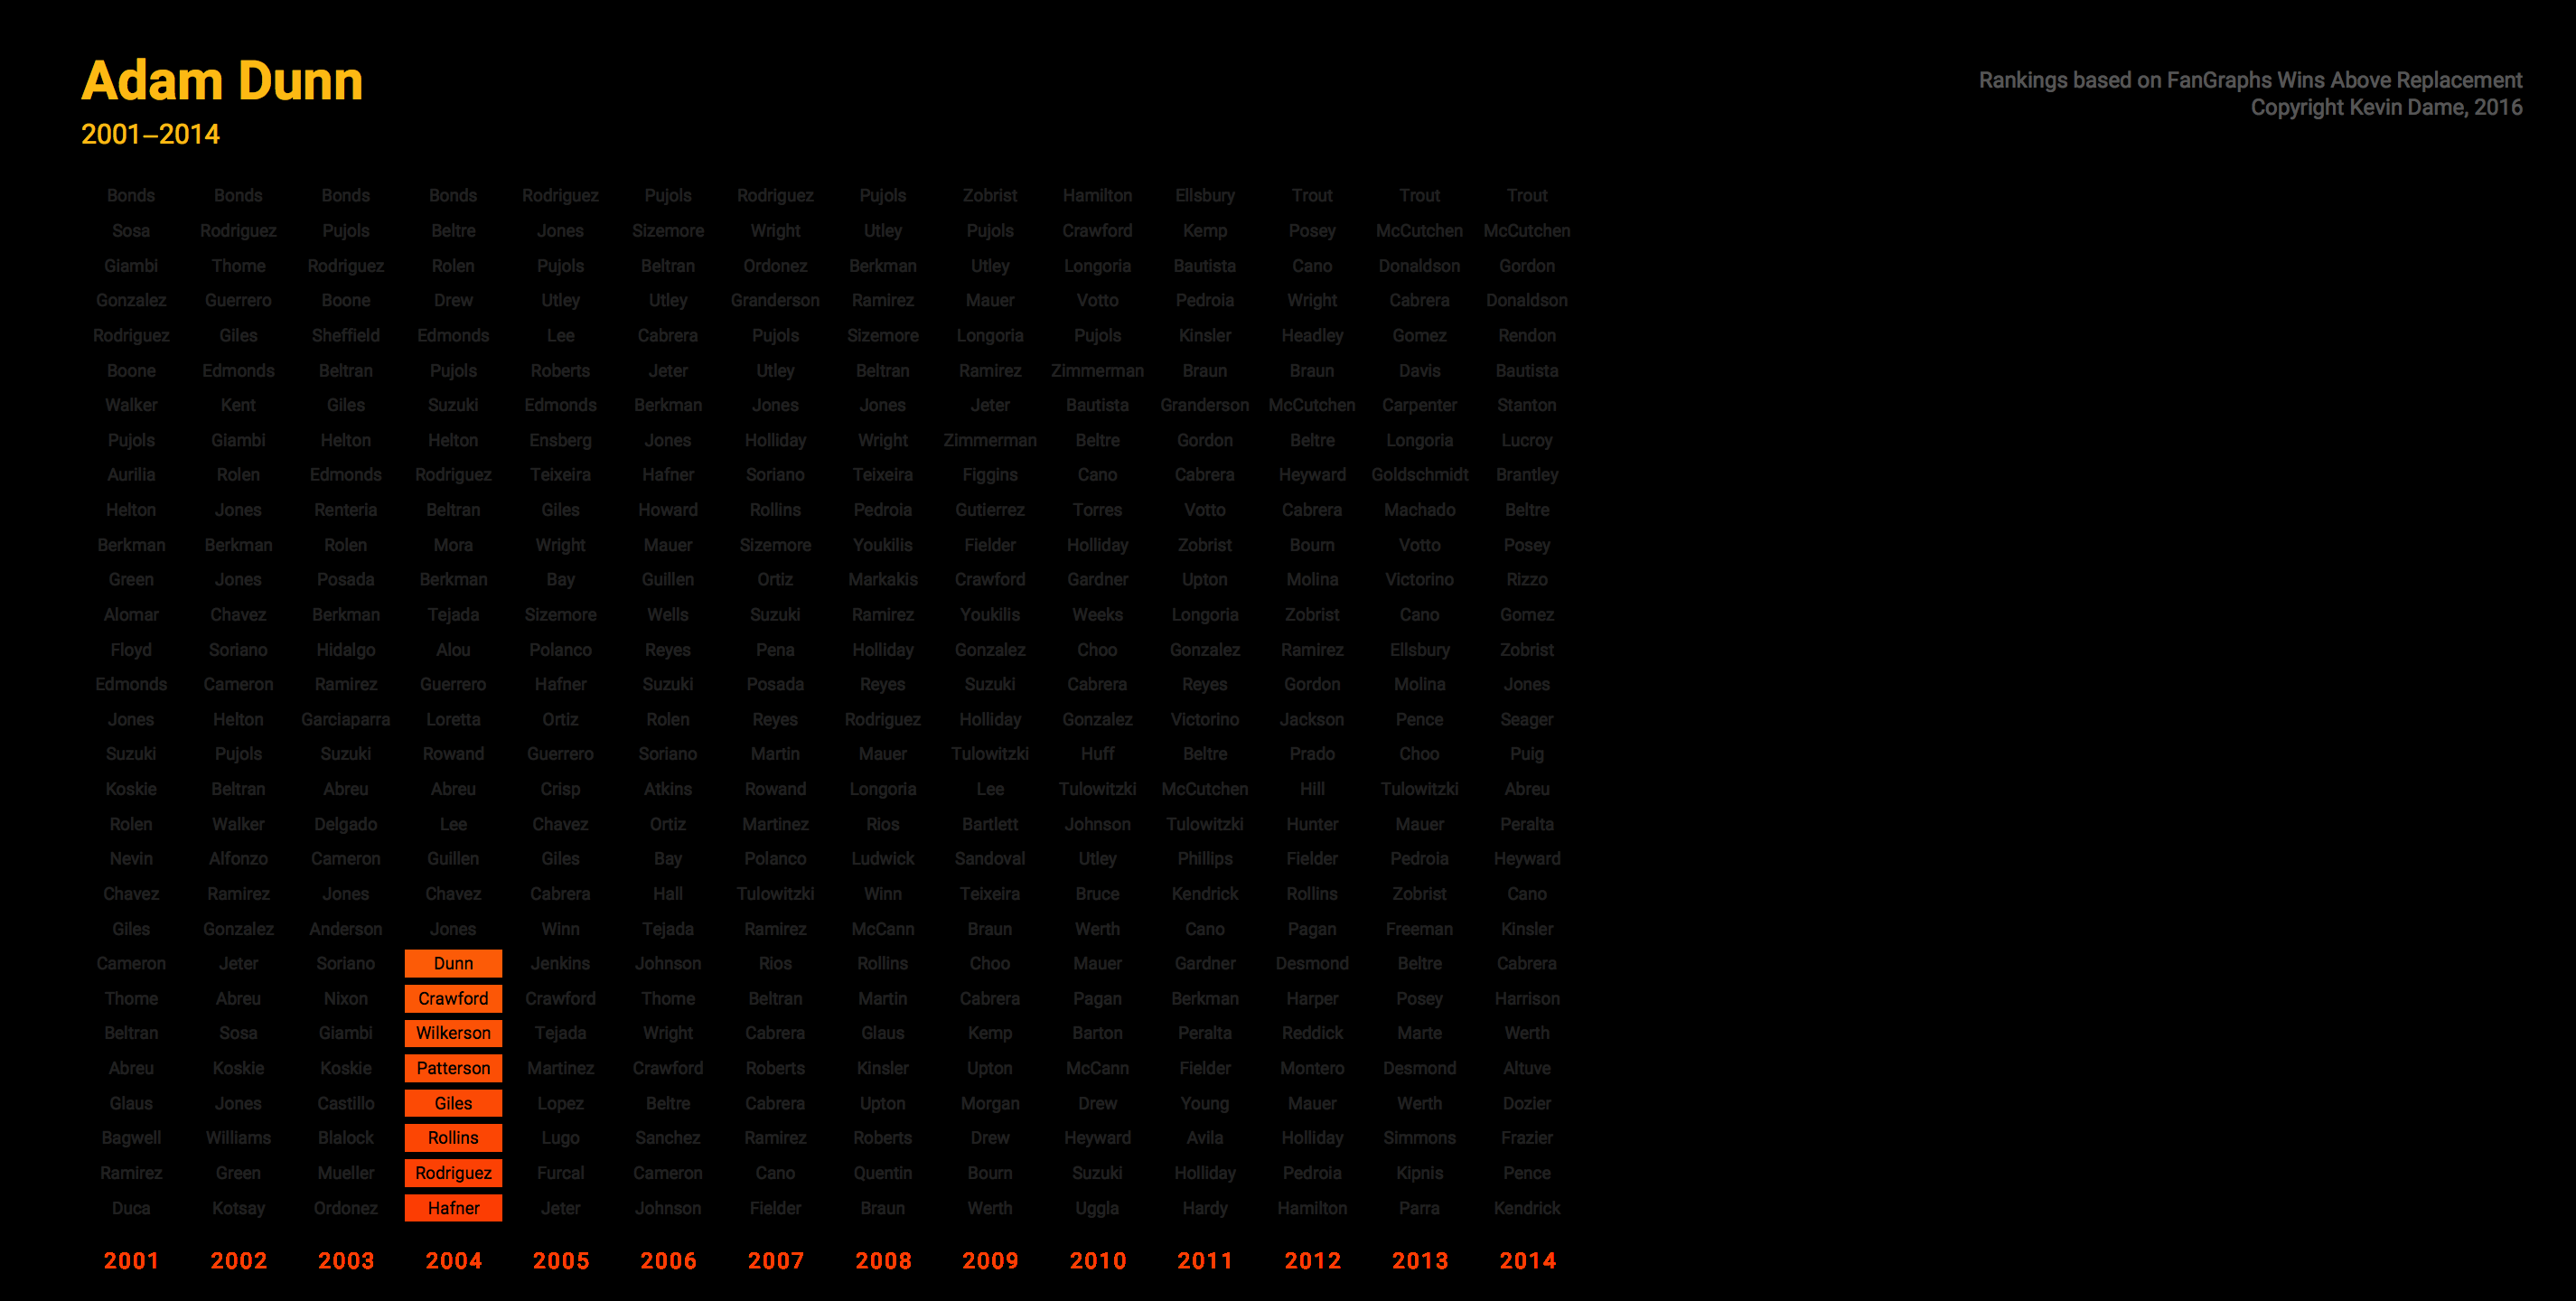 Adam Dunn
2001–2014
Rankings based on FanGraphs Wins Above Replacement
Copyright Kevin Dame, 2016
Bonds Bonds Bonds Bonds Rodriguez Pujols Rodriguez Pujols Zobrist Hamilton Ellsbury Trout Trout Trout
Sosa Rodriguez Pujols Beltre Jones Sizemore Wright Utley Pujols Crawford Kemp Posey McCutchen McCutchen
Giambi Thome Rodriguez Rolen Pujols Beltran Ordonez Berkman Utley Longoria Bautista Cano Donaldson Gordon
Gonzalez Guerrero Boone Drew Utley Utley Granderson Ramirez Mauer Votto Pedroia Wright Cabrera Donaldson
Rodriguez Giles Sheffield Edmonds Lee Cabrera Pujols Sizemore Longoria Pujols Kinsler Headley Gomez Rendon
Boone Edmonds Beltran Pujols Roberts Jeter Utley Beltran Ramirez Zimmerman Braun Braun Davis Bautista
Walker Kent Giles Suzuki Edmonds Berkman Jones Jones Jeter Bautista Granderson McCutchen Carpenter Stanton
Pujols Giambi Helton Helton Ensberg Jones Holliday Wright Zimmerman Beltre Gordon Beltre Longoria Lucroy
Aurilia Rolen Edmonds Rodriguez Teixeira Hafner Soriano Teixeira Figgins Cano Cabrera Heyward Goldschmidt Brantley
Helton Jones Renteria Beltran Giles Howard Rollins Pedroia Gutierrez Torres Votto Cabrera Machado Beltre
Berkman Berkman Rolen Mora Wright Mauer Sizemore Youkilis Fielder Holliday Zobrist Bourn Votto Posey
Green Jones Posada Berkman Bay Guillen Ortiz Markakis Crawford Gardner Upton Molina Victorino Rizzo
Alomar Chavez Berkman Tejada Sizemore Wells Suzuki Ramirez Youkilis Weeks Longoria Zobrist Cano Gomez
Floyd Soriano Hidalgo Alou Polanco Reyes Pena Holliday Gonzalez Choo Gonzalez Ramirez Ellsbury Zobrist
Edmonds Cameron Ramirez Guerrero Hafner Suzuki Posada Reyes Suzuki Cabrera Reyes Gordon Molina Jones
Jones Helton Garciaparra Loretta Ortiz Rolen Reyes Rodriguez Holliday Gonzalez Victorino Jackson Pence Seager
Suzuki Pujols Suzuki Rowand Guerrero Soriano Martin Mauer Tulowitzki Huff Beltre Prado Choo Puig
Koskie Beltran Abreu Abreu Crisp Atkins Rowand Longoria Lee Tulowitzki McCutchen Hill Tulowitzki Abreu
Rolen Walker Delgado Lee Chavez Ortiz Martinez Rios Bartlett Johnson Tulowitzki Hunter Mauer Peralta
Nevin Alfonzo Cameron Guillen Giles Bay Polanco Ludwick Sandoval Utley Phillips Fielder Pedroia Heyward
Chavez Ramirez Jones Chavez Cabrera Hall Tulowitzki Winn Teixeira Bruce Kendrick Rollins Zobrist Cano
Giles Gonzalez Anderson Jones Winn Tejada Ramirez McCann Braun Werth Cano Pagan Freeman Kinsler
Cameron Jeter Soriano Dunn Jenkins Johnson Rios Rollins Choo Mauer Gardner Desmond Beltre Cabrera
Thome Abreu Nixon Crawford Crawford Thome Beltran Martin Cabrera Pagan Berkman Harper Posey Harrison
Beltran Sosa Giambi Wilkerson Tejada Wright Cabrera Glaus Kemp Barton Peralta Reddick Marte Werth
Abreu Koskie Koskie Patterson Martinez Crawford Roberts Kinsler Upton McCann Fielder Montero Desmond Altuve
Glaus Jones Castillo Giles Lopez Beltre Cabrera Upton Morgan Drew Young Mauer Werth Dozier
Bagwell Williams Blalock Rollins Lugo Sanchez Ramirez Roberts Drew Heyward Avila Holliday Simmons Frazier
Ramirez Green Mueller Rodriguez Furcal Cameron Cano Quentin Bourn Suzuki Holliday Pedroia Kipnis Pence
Duca Kotsay Ordonez Hafner Jeter Johnson Fielder Braun Werth Uggla Hardy Hamilton Parra Kendrick
2001 2002 2003 2004 2005 2006 2007 2008 2009 2010 2011 2012 2013 2014